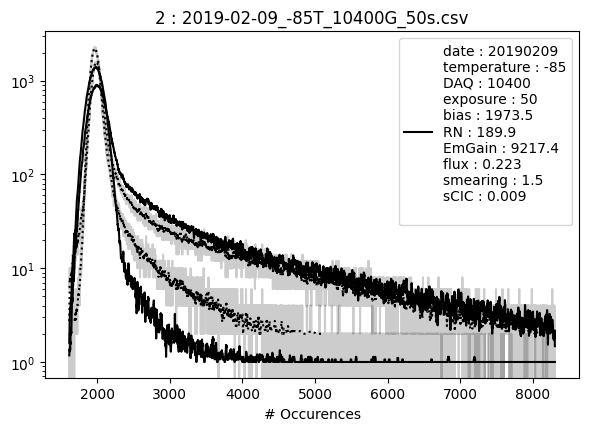 2 : 2019-02-09_-85T_10400G_50s.csv
date : 20190209
temperature : -85
DAQ : 10400
exposure : 50
bias : 1973.5
RN : 189.9
EmGain : 9217.4
flux : 0.223
smearing : 1.5
sCIC : 0.009
10³
10²
10¹
10⁰
2000 3000 4000 5000 6000 7000 8000
# Occurences